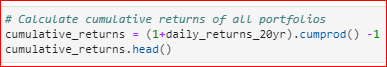 # Calculate cumulative returns of all portfolios
cumulative_returns = (1+daily_returns_20yr).cumprod() -1
cumulative_returns.head()